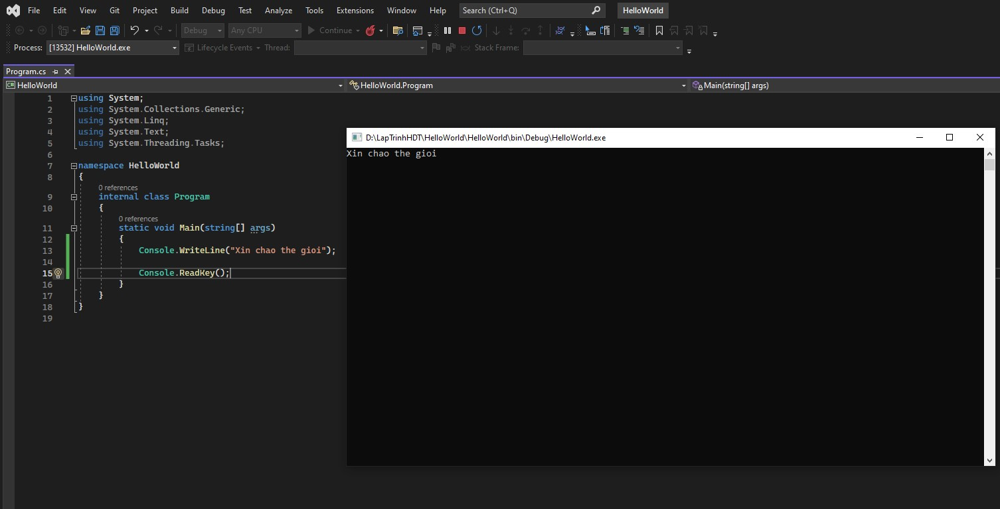 File Edit View Git Project Build Debug Test Analyze Tools Extensions Window Help Search (Ctrl+Q) HelloWorld
Debug Any CPU Continue
Process: [13532] HelloWorld.exe Lifecycle Events Thread: Stack Frame:
Program.cs
C# HelloWorld HelloWorld.Program Main(string[] args)
1 using System;
2 using System.Collections.Generic;
3 using System.Linq;
4 using System.Text;
5 using System.Threading.Tasks;
6
7 namespace HelloWorld
8 {
0 references
9 internal class Program
10 {
0 references
11 static void Main(string[] args)
12 {
13 Console.WriteLine("Xin chao the gioi");
14
15 Console.ReadKey();
16 }
17 }
18 }
19
D:\LapTrinhHDT\HelloWorld\HelloWorld\bin\Debug\HelloWorld.exe
Xin chao the gioi